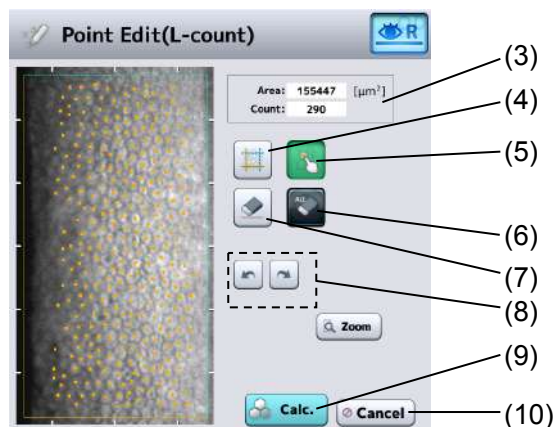 Point Edit(L-count)
R
(3)
Area: 155447 [µm²]
Count: 290
(4)
(5)
ALL
(6)
(7)
(8)
Zoom
(9)
Calc.
Cancel
(10)